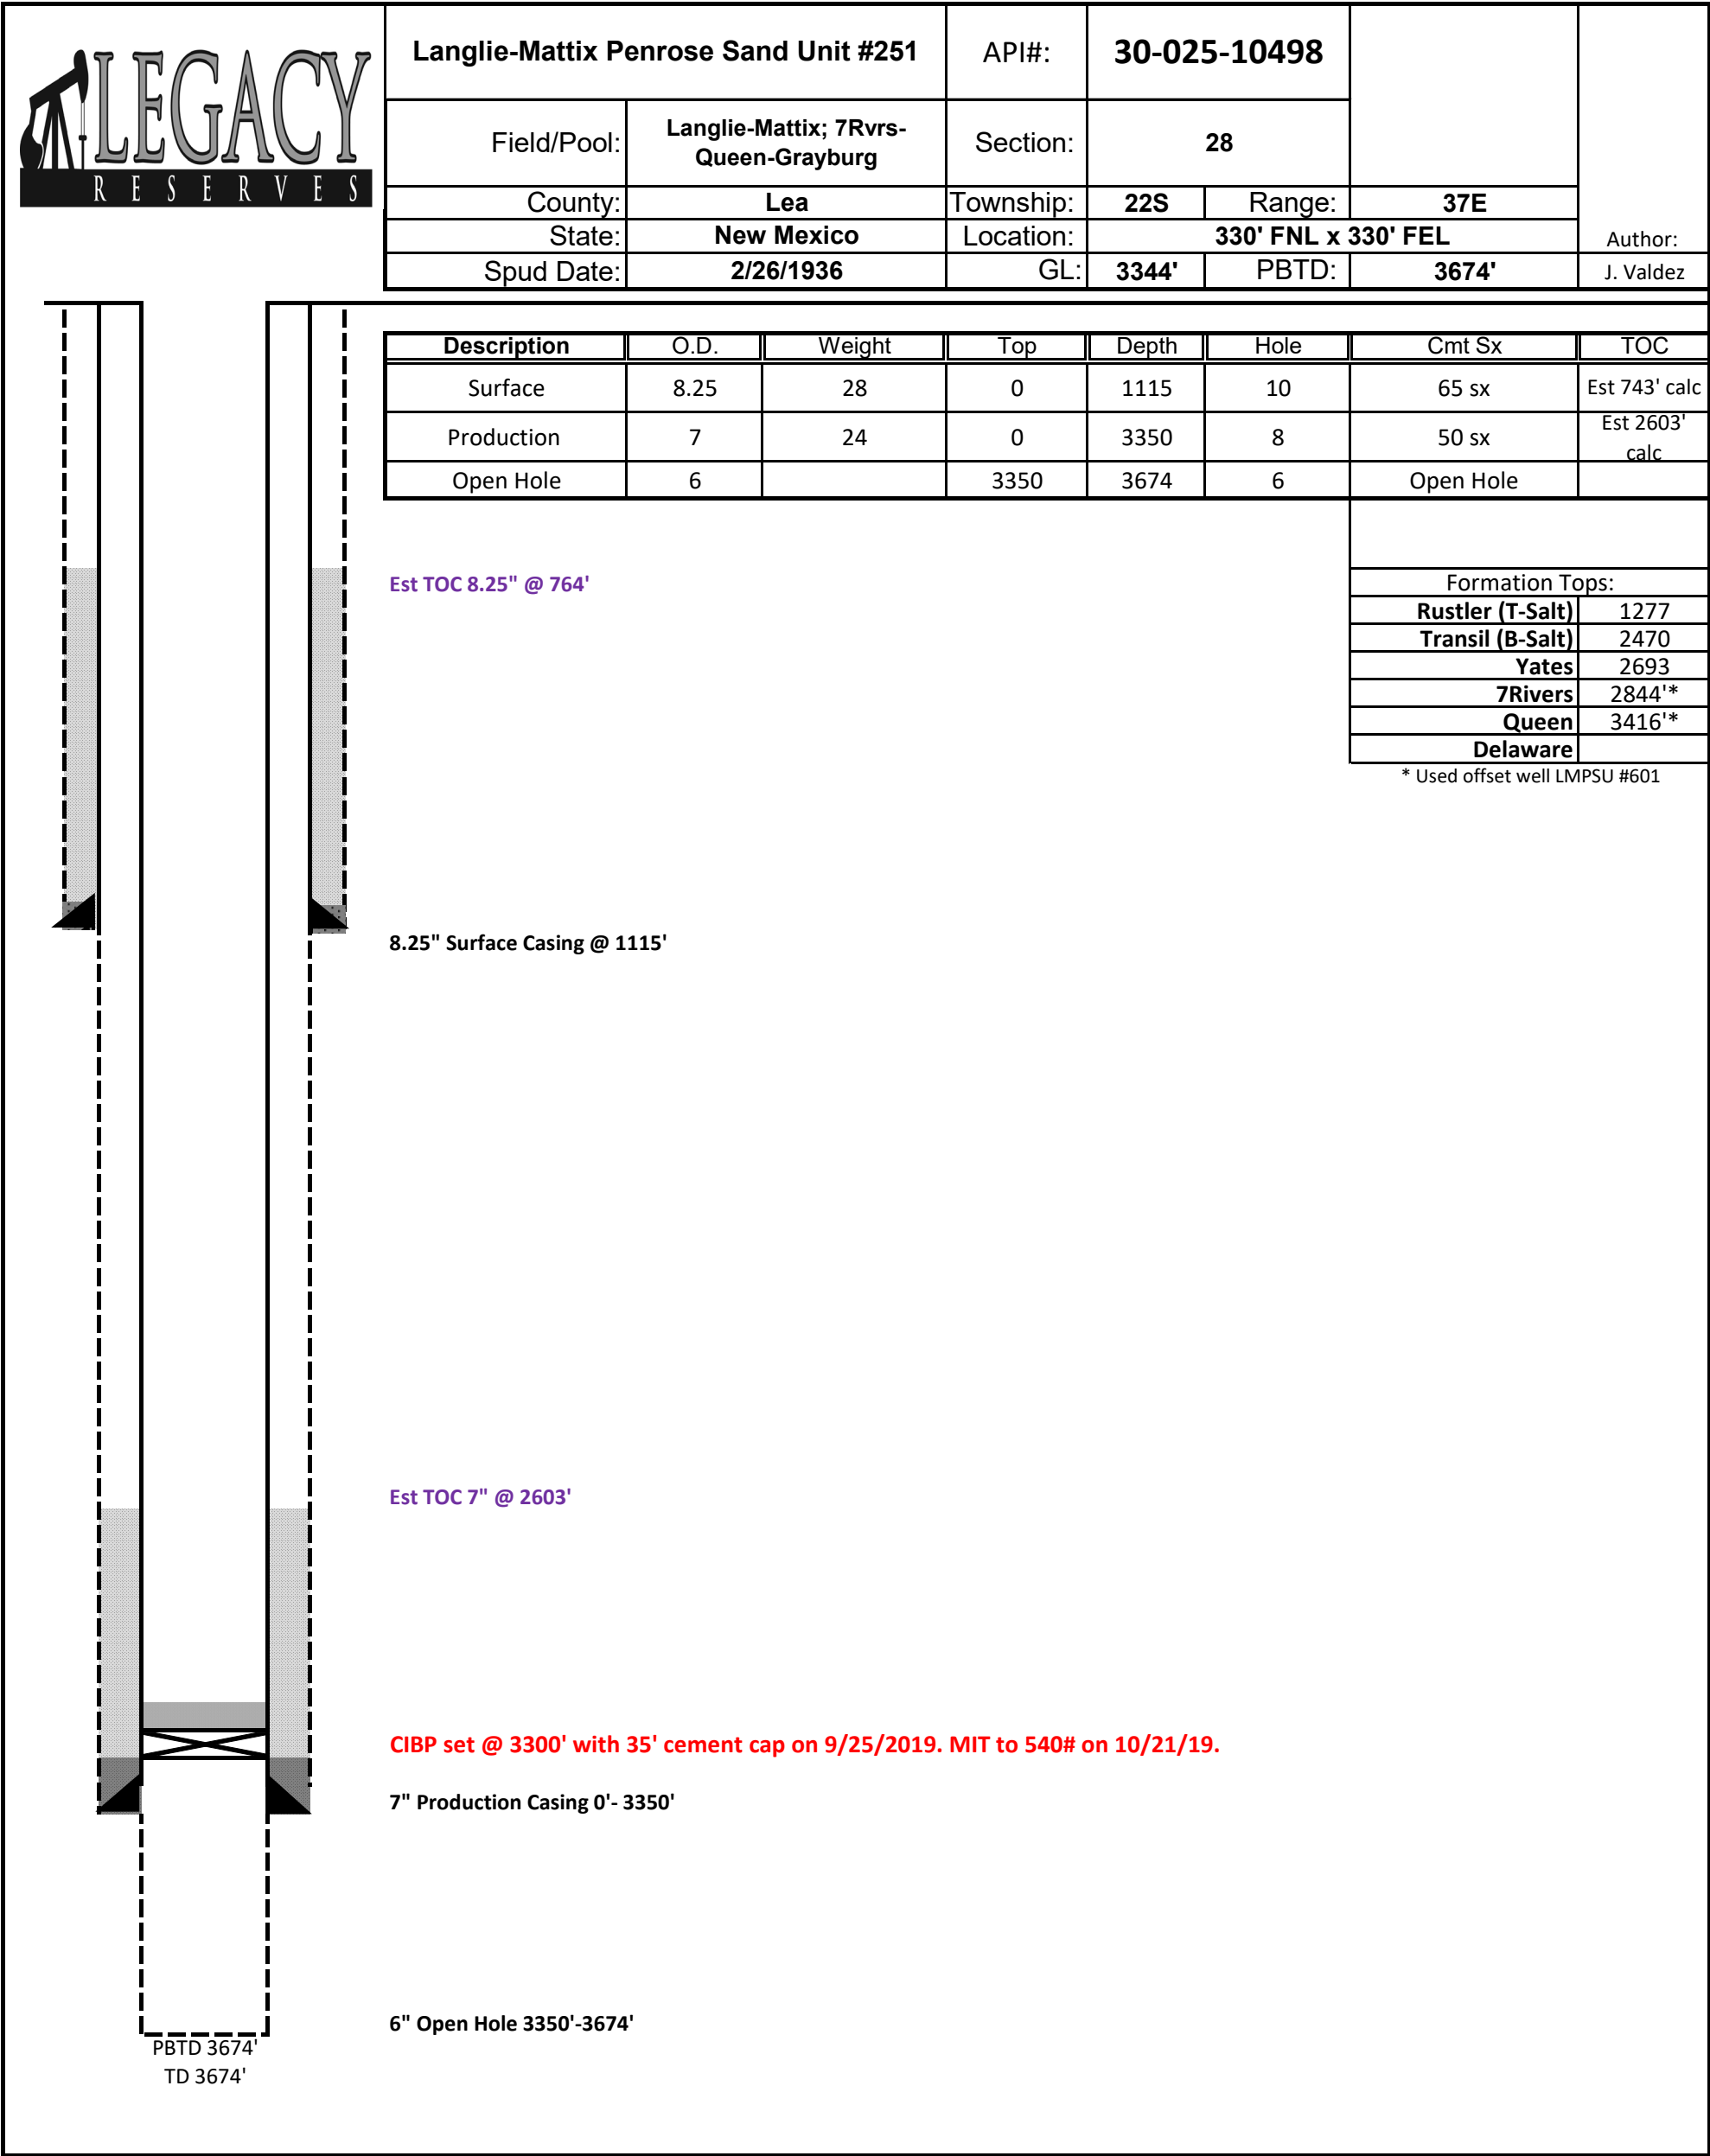 LEGACY
RESERVES
Langlie-Mattix Penrose Sand Unit #251 API#: 30-025-10498
Field/Pool: Langlie-Mattix; 7Rvrs-
Queen-Grayburg Section: 28
County: Lea Township: 22S Range: 37E
State: New Mexico Location: 330' FNL x 330' FEL Author:
Spud Date: 2/26/1936 GL: 3344' PBTD: 3674' J. Valdez
Description O.D. Weight Top Depth Hole Cmt Sx TOC
Surface 8.25 28 0 1115 10 65 sx Est 743' calc
Production 7 24 0 3350 8 50 sx Est 2603'
calc
Open Hole 6 3350 3674 6 Open Hole
Est TOC 8.25" @ 764'
Formation Tops:
Rustler (T-Salt) 1277
Transil (B-Salt) 2470
Yates 2693
7Rivers 2844'*
Queen 3416'*
Delaware
* Used offset well LMPSU #601
8.25" Surface Casing @ 1115'
Est TOC 7" @ 2603'
CIBP set @ 3300' with 35' cement cap on 9/25/2019. MIT to 540# on 10/21/19.
7" Production Casing 0'- 3350'
6" Open Hole 3350'-3674'
PBTD 3674'
TD 3674'